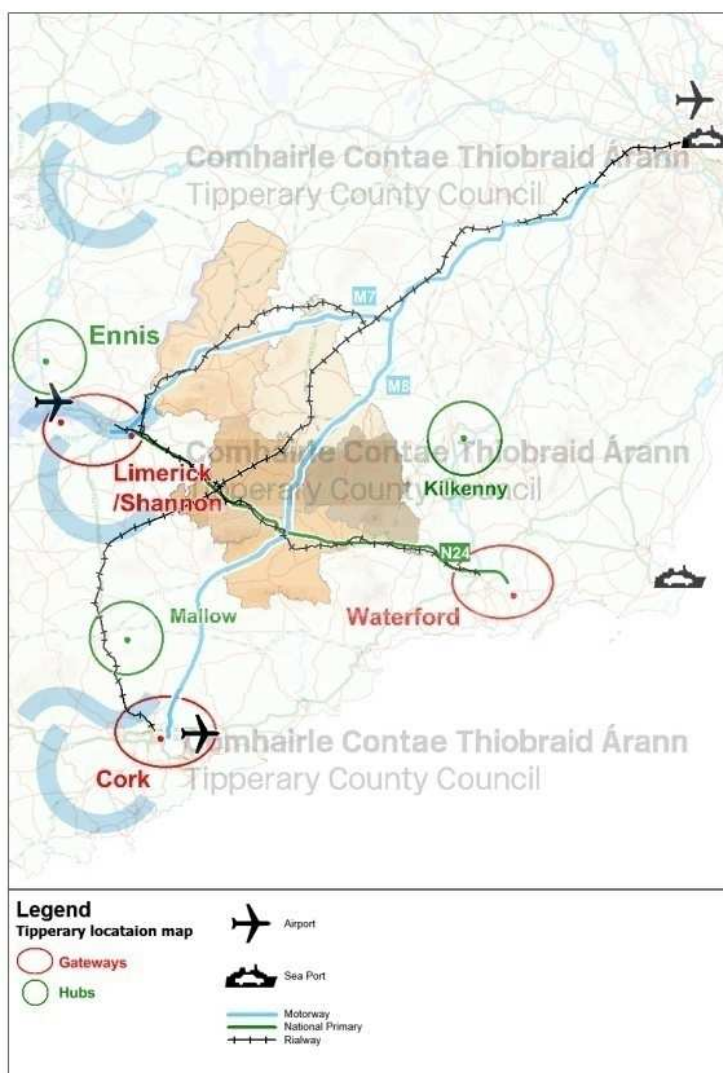 Comhairle Contae Thiobraid Árann
Tipperary County Council
M7
Ennis
M8
Limerick
/Shannon
Comhairle Contae Thiobraid Árann
Tipperary County Council
Kilkenny
N24
Mallow
Waterford
Comhairle Contae Thiobraid Árann
Tipperary County Council
Cork
Legend
Tipperary locataion map
Gateways
Hubs
Airport
Sea Port
Motorway
National Primary
Rialway